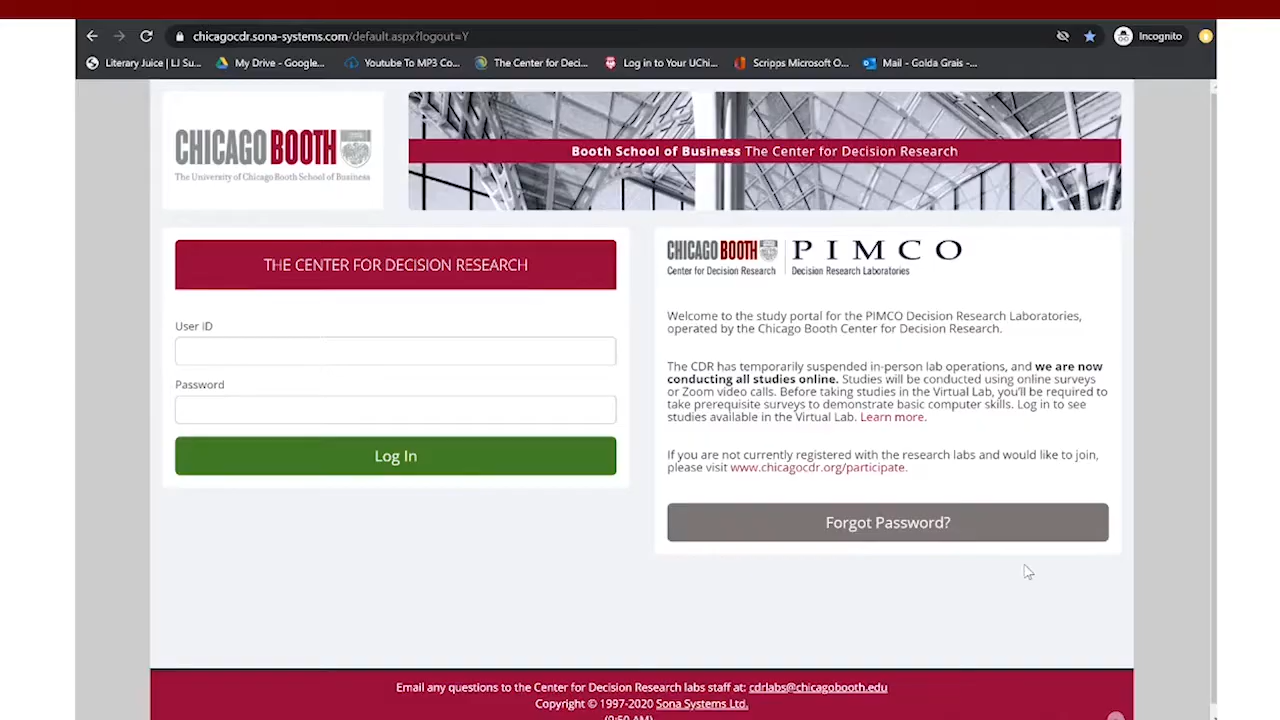 chicagocdr.sona-systems.com/default.aspx?logout=Y
Incognito
Literary Juice | LJ Su...
My Drive - Google...
Youtube To MP3 Co...
The Center for Deci...
Log in to Your UChi...
Scripps Microsoft O...
Mail - Golda Grais -...
CHICAGO BOOTH
The University of Chicago Booth School of Business
Booth School of Business The Center for Decision Research
THE CENTER FOR DECISION RESEARCH
User ID
Password
Log In
CHICAGO BOOTH
Center for Decision Research
PIMCO
Decision Research Laboratories
Welcome to the study portal for the PIMCO Decision Research Laboratories,
operated by the Chicago Booth Center for Decision Research.
The CDR has temporarily suspended in-person lab operations, and we are now
conducting all studies online. Studies will be conducted using online surveys
or Zoom video calls. Before taking studies in the Virtual Lab, you'll be required to
take prerequisite surveys to demonstrate basic computer skills. Log in to see
studies available in the Virtual Lab. Learn more.
If you are not currently registered with the research labs and would like to join,
please visit www.chicagocdr.org/participate.
Forgot Password?
Email any questions to the Center for Decision Research labs staff at: cdrlabs@chicagobooth.edu
Copyright © 1997-2020 Sona Systems Ltd.
(9:50 AM)